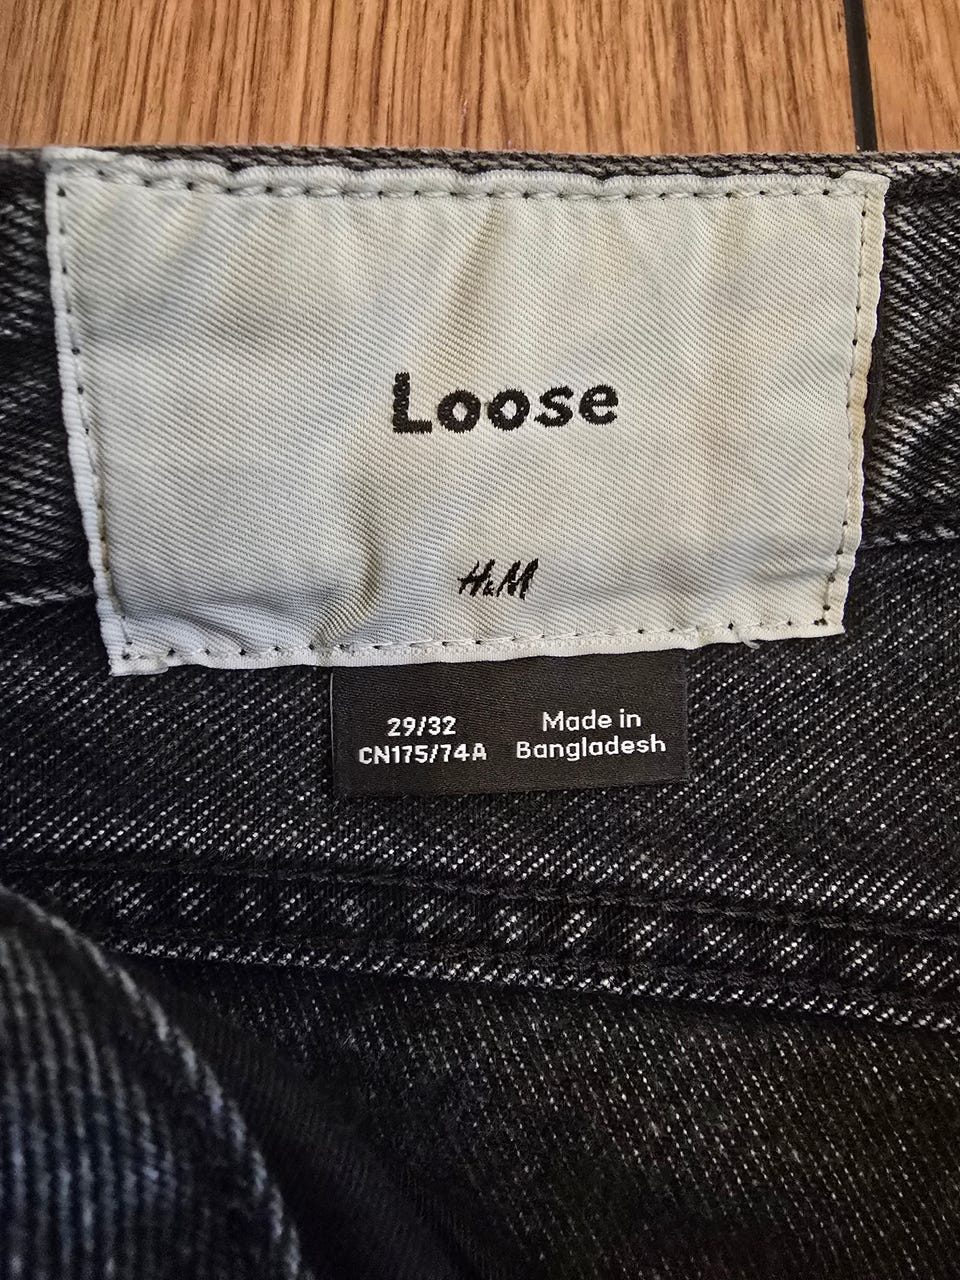 Loose
H&M
29/32
CN175/74A
Made in
Bangladesh